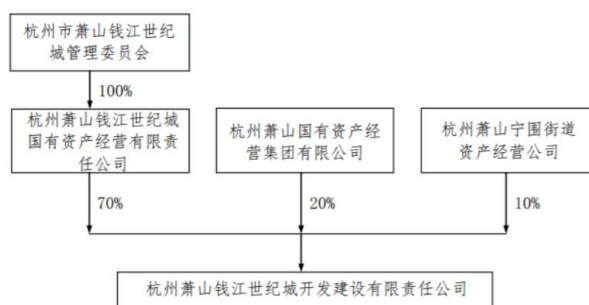 杭州市萧山钱江世纪
城管理委员会
100%
杭州萧山钱江世纪城
国有资产经营有限责
任公司
杭州萧山国有资产经
营集团有限公司
杭州萧山宁围街道
资产经营公司
70%
20%
10%
杭州萧山钱江世纪城开发建设有限责任公司